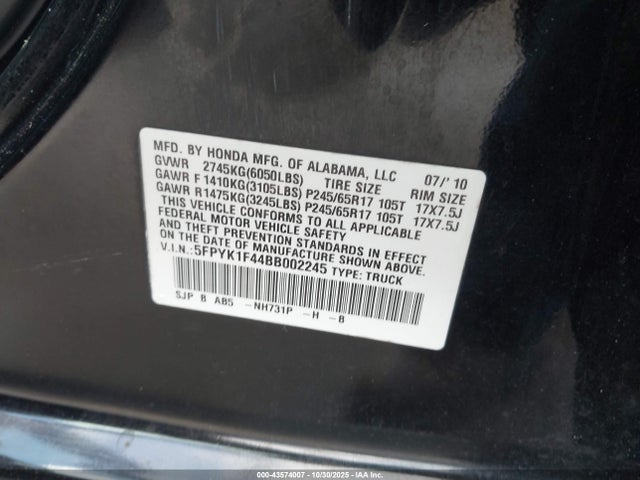 MFD. BY HONDA MFG. OF ALABAMA, LLC 07/'10
GVWR 2745KG(6050LBS) TIRE SIZE RIM SIZE
GAWR F 1410KG(3105LBS) P245/65R17 105T 17X7.5J
GAWR R1475KG(3245LBS) P245/65R17 105T 17X7.5J
THIS VEHICLE CONFORMS TO ALL APPLICABLE
FEDERAL MOTOR VEHICLE SAFETY
AND THEFT PREVENTION STANDARDS IN EFFECT
ON THE DATE OF MANUFACTURE SHOWN ABOVE.
V.I.N.: 5FPYK1F44BB002245 TYPE: TRUCK
SJP B AB5 -NH731P -H -B
000-43574007 - 10/30/2025 - IAA Inc.